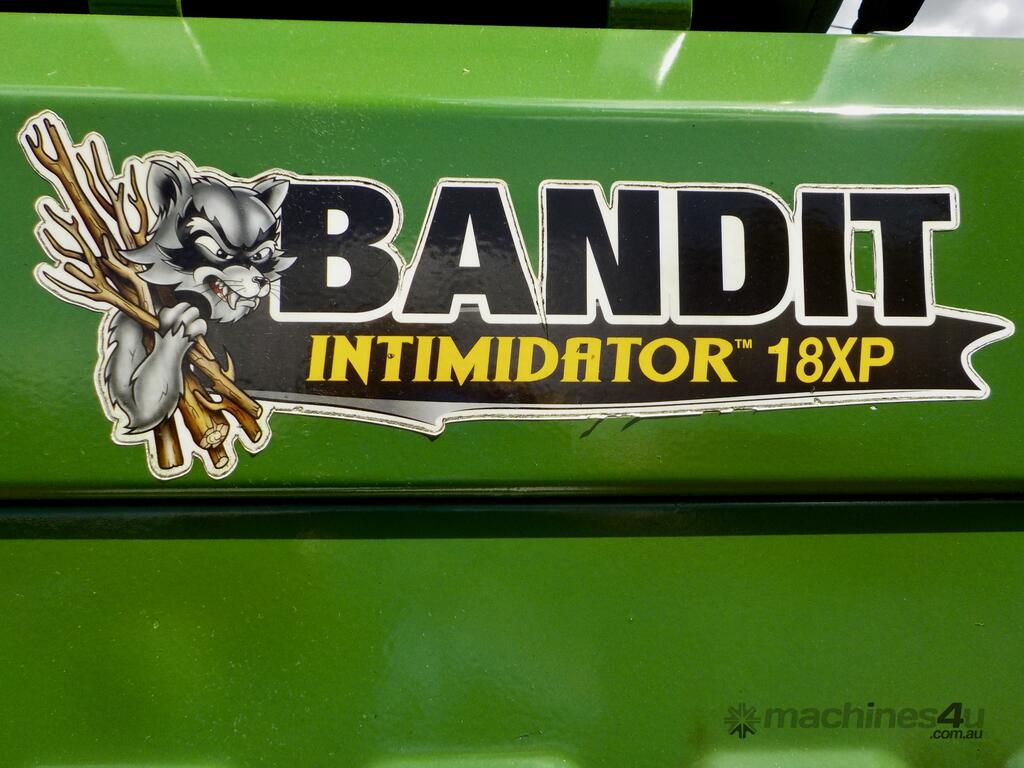 BANDIT
INTIMIDATOR™ 18XP
machines4u
.com.au